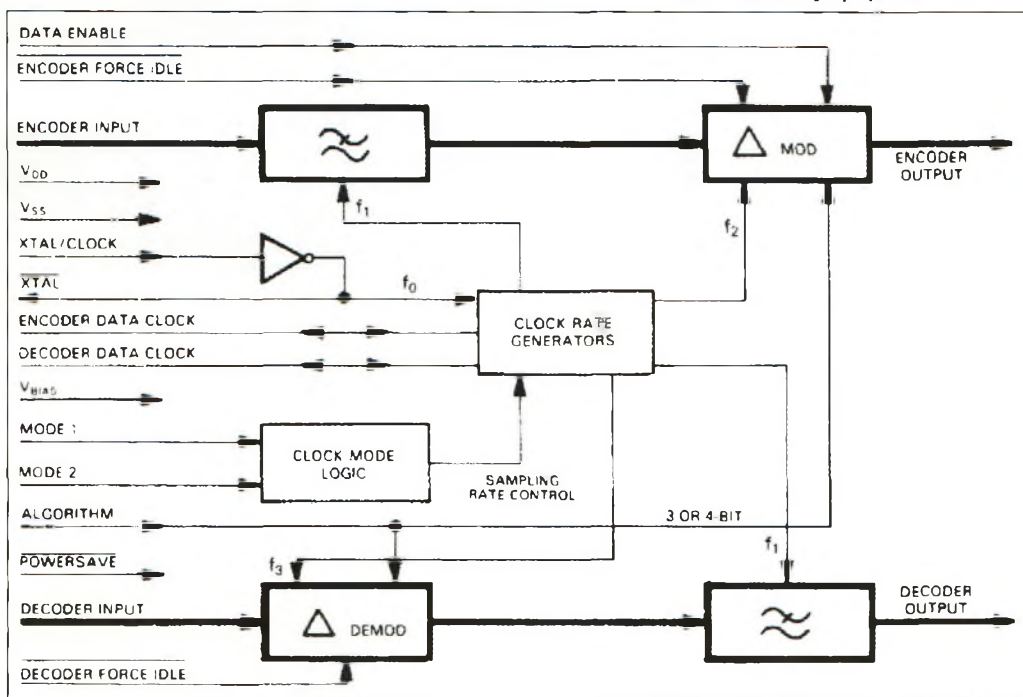 DATA ENABLE
ENCODER FORCE IDLE
ENCODER INPUT
MOD
ENCODER
OUTPUT
VDD
f1
VSS
f2
XTAL/CLOCK
XTAL
f0
CLOCK RATE
GENERATORS
ENCODER DATA CLOCK
DECODER DATA CLOCK
VBIAS
MODE 1
CLOCK MODE
LOGIC
MODE 2
SAMPLING
RATE CONTROL
ALGORITHM
3 OR 4-BIT
POWERSAVE
f3
f1
DECODER INPUT
DEMOD
DECODER
OUTPUT
DECODER FORCE IDLE